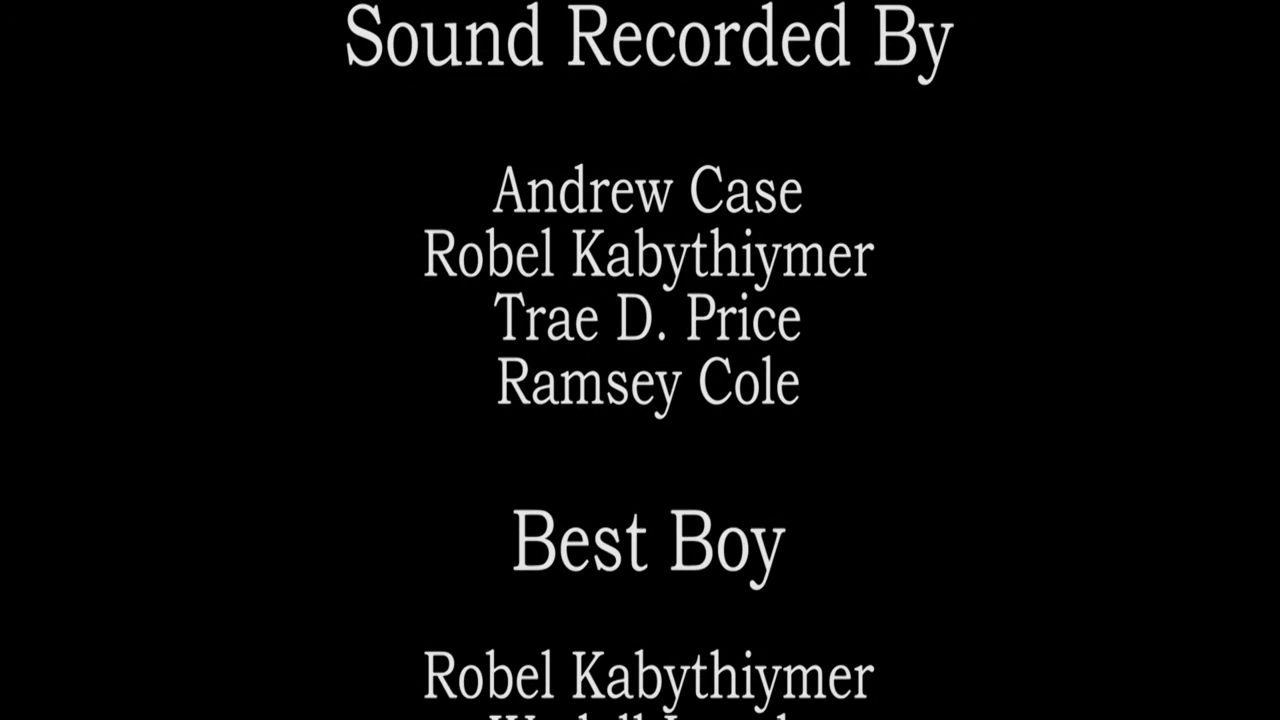 Sound Recorded By
Andrew Case
Robel Kabythiymer
Trae D. Price
Ramsey Cole
Best Boy
Robel Kabythiymer